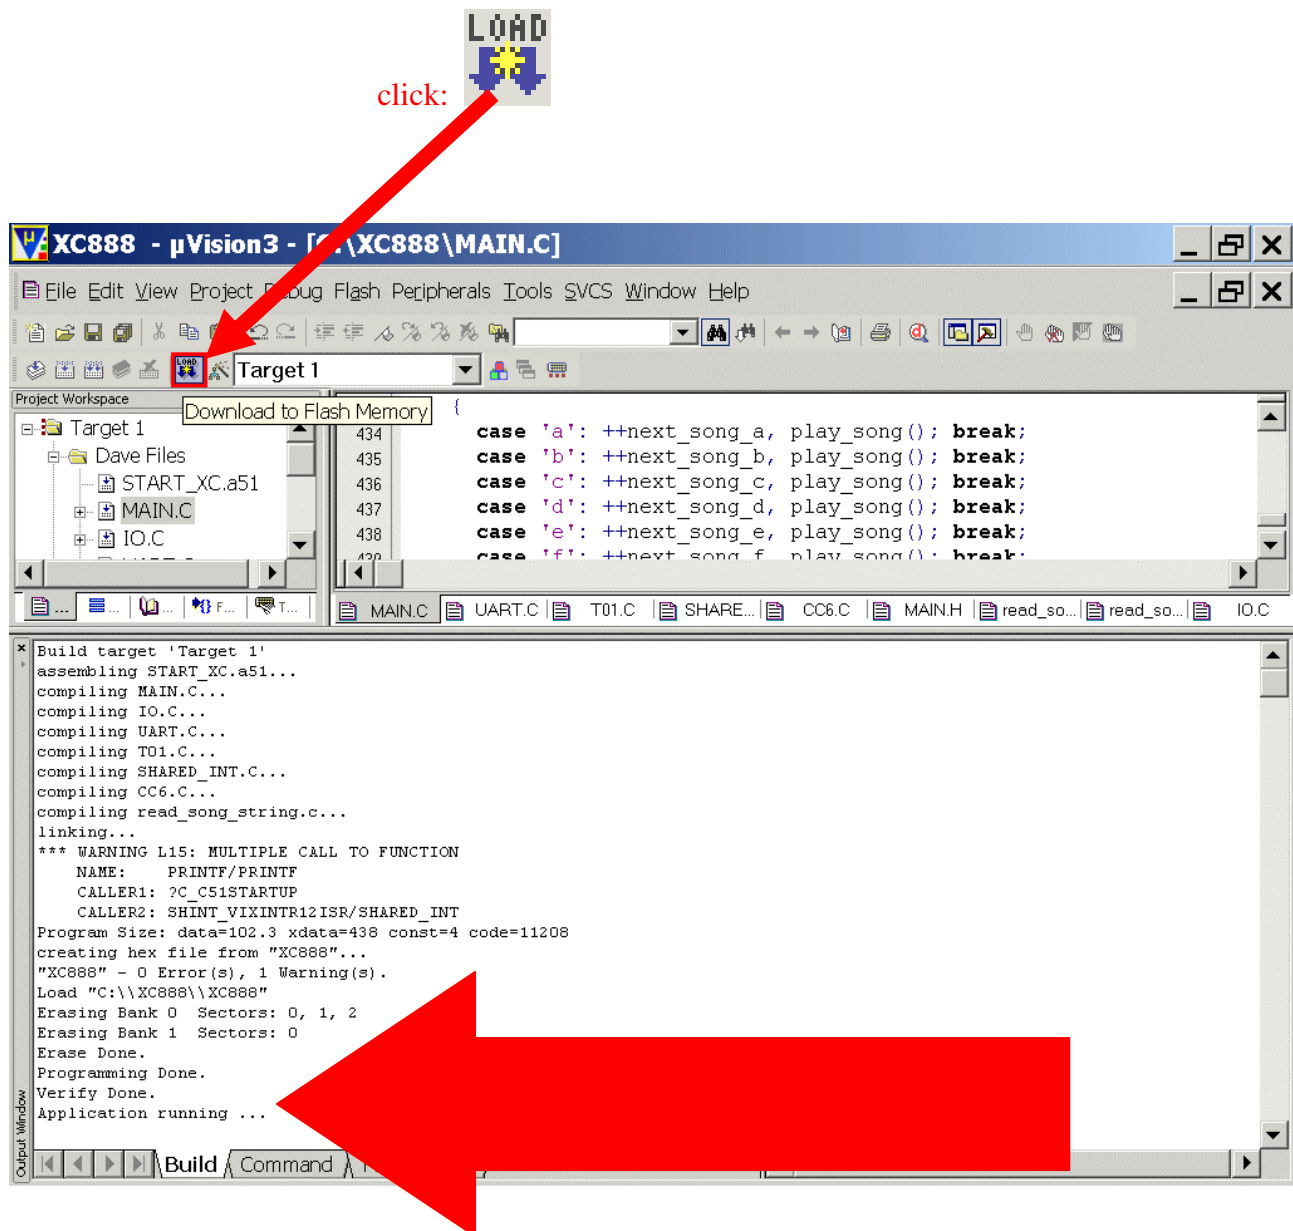 LOAD
click:
XC888 - µVision3 - [C:\XC888\MAIN.C]
File Edit View Project Debug Flash Peripherals Tools SVCS Window Help
LOAD Target 1
Project Workspace
Download to Flash Memory
Target 1
Dave Files
START_XC.a51
MAIN.C
IO.C
{
434 case 'a': ++next_song_a, play_song(); break;
435 case 'b': ++next_song_b, play_song(); break;
436 case 'c': ++next_song_c, play_song(); break;
437 case 'd': ++next_song_d, play_song(); break;
438 case 'e': ++next_song_e, play_song(); break;
439 case 'f': ++next_song_f, play_song(); break;
... ... ... F... T...
MAIN.C UART.C T01.C SHARE... CC6.C MAIN.H read_so... read_so... IO.C
Build target 'Target 1'
assembling START_XC.a51...
compiling MAIN.C...
compiling IO.C...
compiling UART.C...
compiling T01.C...
compiling SHARED_INT.C...
compiling CC6.C...
compiling read_song_string.c...
linking...
*** WARNING L15: MULTIPLE CALL TO FUNCTION
NAME: PRINTF/PRINTF
CALLER1: ?C_C51STARTUP
CALLER2: SHINT_VIXINTR12ISR/SHARED_INT
Program Size: data=102.3 xdata=438 const=4 code=11208
creating hex file from "XC888"...
"XC888" - 0 Error(s), 1 Warning(s).
Load "C:\\XC888\\XC888"
Erasing Bank 0 Sectors: 0, 1, 2
Erasing Bank 1 Sectors: 0
Erase Done.
Programming Done.
Verify Done.
Application running ...
Output Window
Build Command